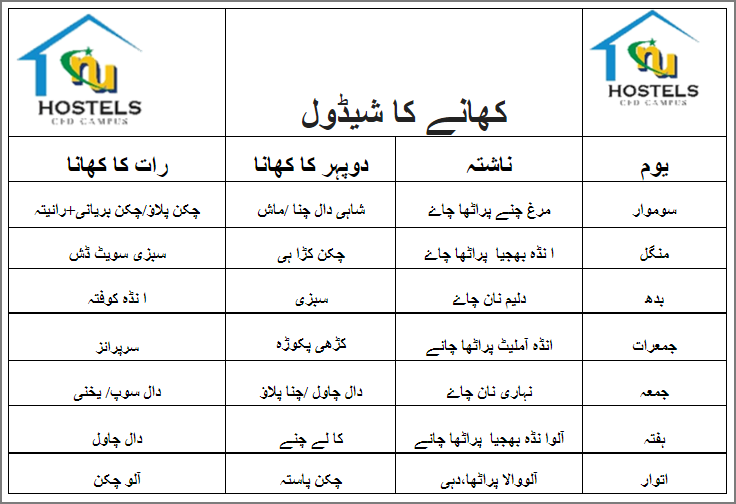 HOSTELS
CFD CAMPUS
کھانے کا شیڈول
HOSTELS
CFD CAMPUS
یوم ناشتہ دوپہر کا کھانا رات کا کھانا
سوموار مرغ چنے پراٹھا چاۓ شاہی دال چنا /ماش چکن پلاؤ/چکن بریانی+رائیتہ
منگل ا نڈہ بھجیا پراٹھا چاۓ چکن کڑا ہی سبزی سویٹ ڈش
بدھ دلیم نان چاۓ سبزی ا نڈہ کوفتہ
جمعرات انڈہ آملیٹ پراٹھا چائے کڑھی پکوڑہ سرپرائز
جمعہ نہاری نان چاۓ دال چاول /چنا پلاؤ دال سوپ/ یخنی
ہفتہ آلوا نڈہ بھجیا پراٹھا چائے کا لے چنے دال چاول
اتوار آلووالا پراٹھا،دہی چکن پاستہ آلو چکن